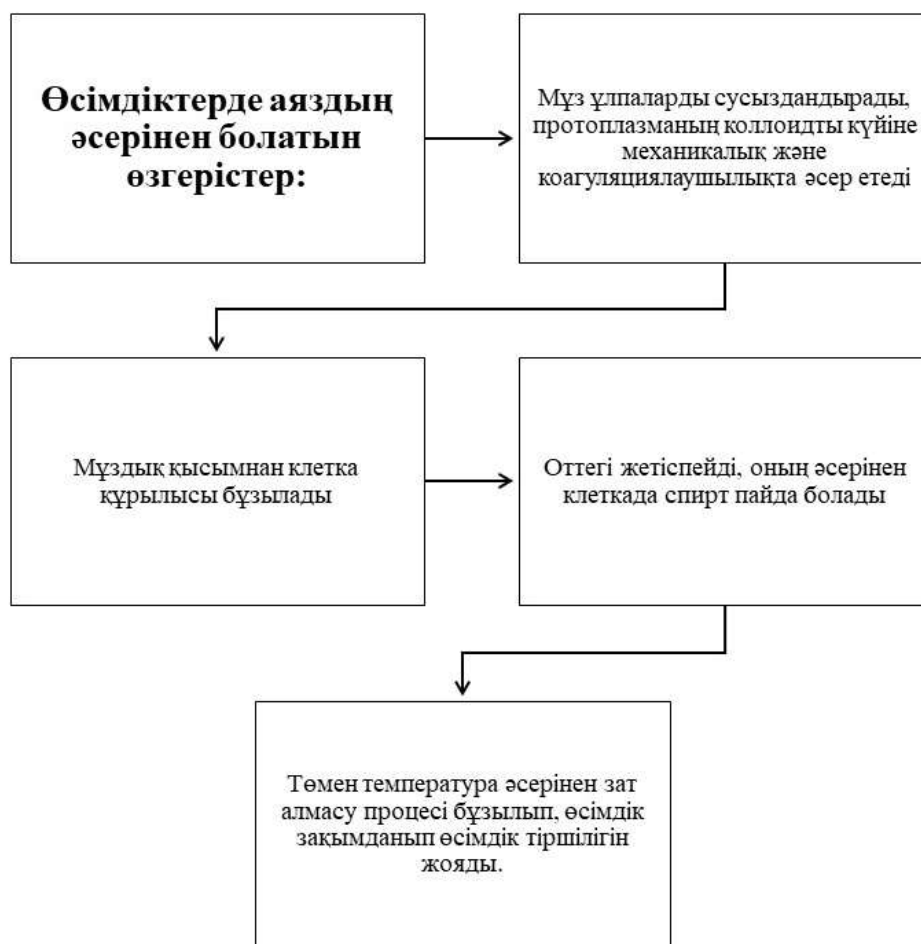 Өсімдіктерде аяздың
әсерінен болатын
өзгерістер:
Мұз ұлпаларды сусыздандырады,
протоплазманың коллоидты күйіне
механикалық және
коагуляциялаушылықта әсер етеді
Мұздық қысымнан клетка
құрылысы бұзылады
Оттегі жетіспейді, оның әсерінен
клеткада спирт пайда болады
Төмен температура әсерінен зат
алмасу процесі бұзылып, өсімдік
зақымданып өсімдік тіршілігін
жояды.